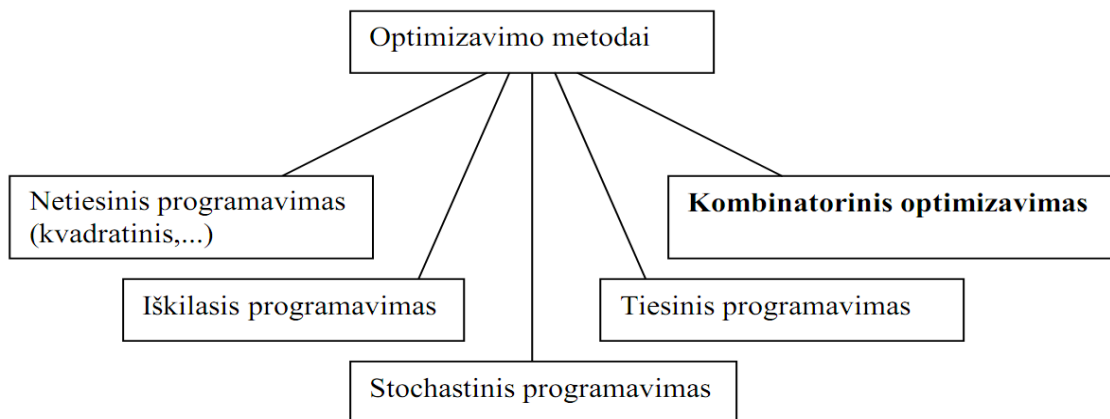 Optimizavimo metodai
Netiesinis programavimas
(kvadratinis,...)
Kombinatorinis optimizavimas
Iškilasis programavimas
Tiesinis programavimas
Stochastinis programavimas